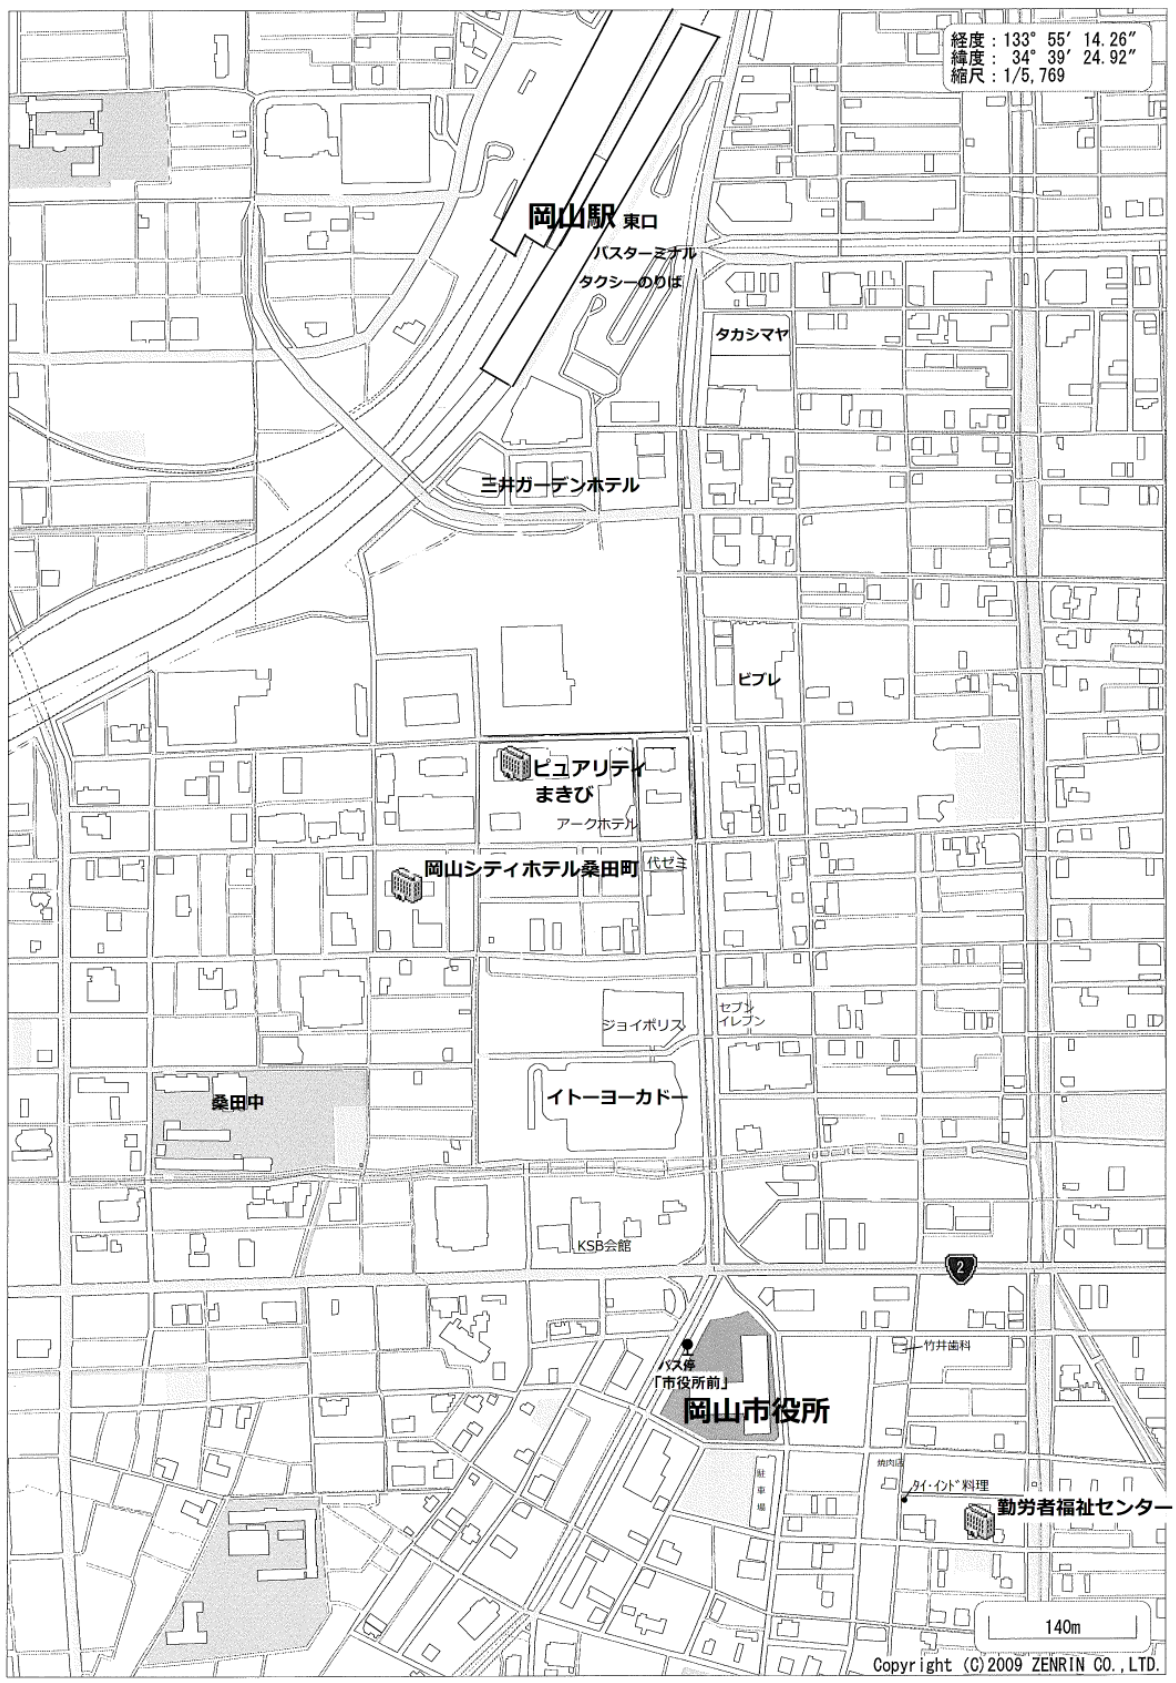 経度：133° 55′ 14.26″
緯度： 34° 39′ 24.92″
縮尺：1/5,769
岡山駅 東口
バスターミナル
タクシーのりば
タカシマヤ
三井ガーデンホテル
ビブレ
ピュアリティ
まきび
アークホテル
岡山シティホテル桑田町
代ゼミ
ジョイポリス
セブン
イレブン
イトーヨーカドー
桑田中
KSB会館
2
バス停
「市役所前」
竹井歯科
岡山市役所
焼肉店
駐車場
タイ・インド料理
勤労者福祉センター
140m
Copyright (C)2009 ZENRIN CO.,LTD.